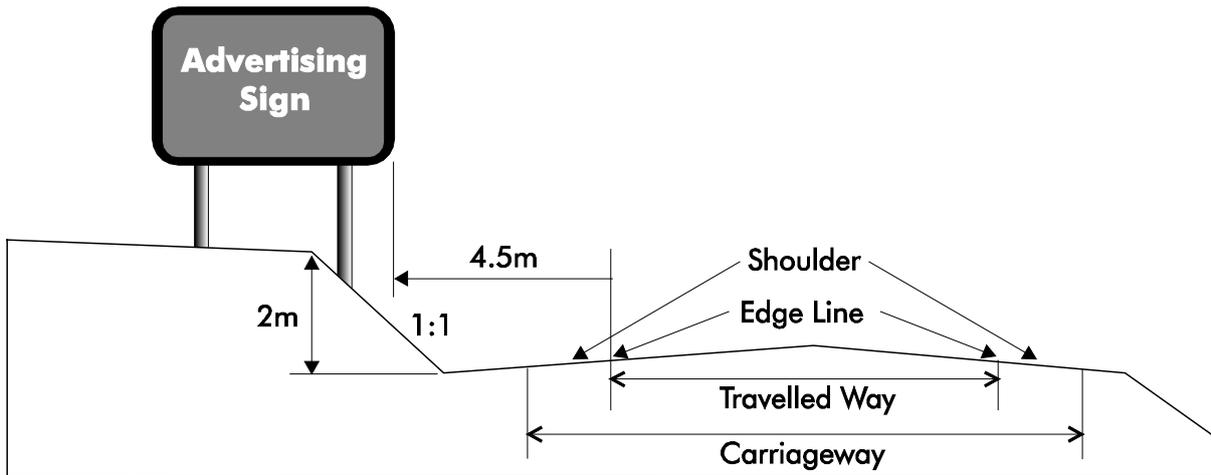 Advertising
Sign
4.5m
2m
1:1
Shoulder
Edge Line
Travelled Way
Carriageway